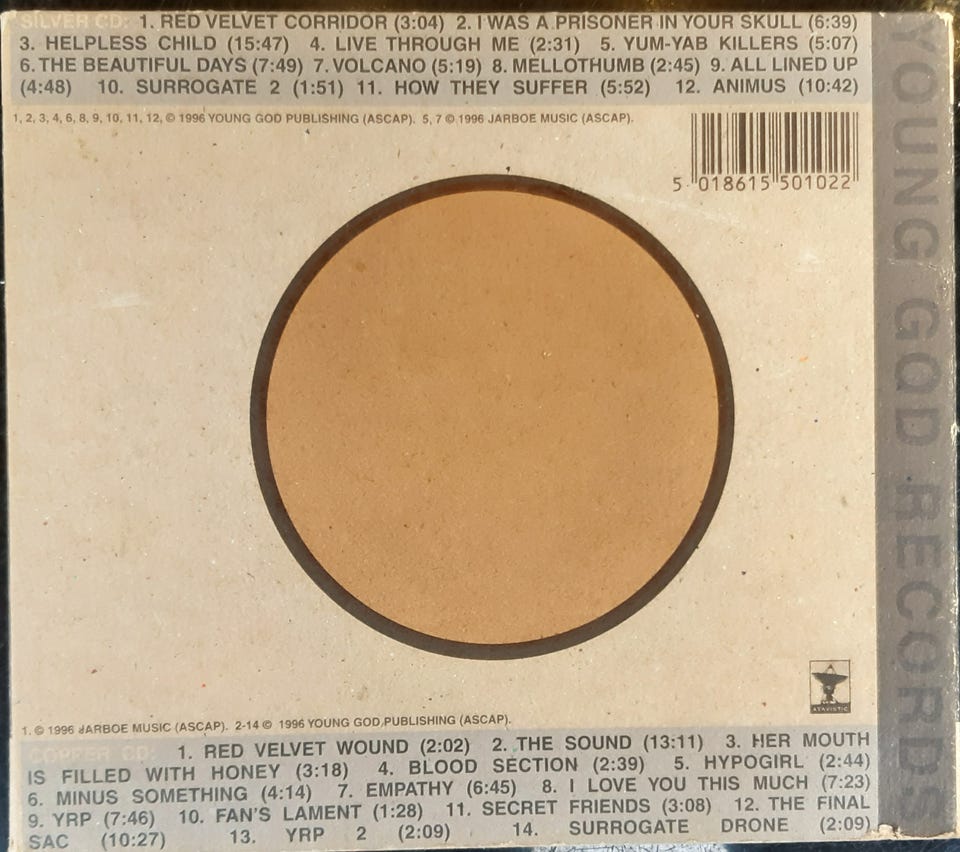 SILVER CD: 1. RED VELVET CORRIDOR (3:04) 2. I WAS A PRISONER IN YOUR SKULL (6:39)
3. HELPLESS CHILD (15:47) 4. LIVE THROUGH ME (2:31) 5. YUM-YAB KILLERS (5:07)
6. THE BEAUTIFUL DAYS (7:49) 7. VOLCANO (5:19) 8. MELLOTHUMB (2:45) 9. ALL LINED UP
(4:48) 10. SURROGATE 2 (1:51) 11. HOW THEY SUFFER (5:52) 12. ANIMUS (10:42)
1, 2, 3, 4, 6, 8, 9, 10, 11, 12, © 1996 YOUNG GOD PUBLISHING (ASCAP). 5, 7 © 1996 JARBOE MUSIC (ASCAP).
5 018615 501022
YOUNG GOD RECORDS
ATAVISTIC
1. © 1996 JARBOE MUSIC (ASCAP). 2-14 © 1996 YOUNG GOD PUBLISHING (ASCAP).
COPPER CD: 1. RED VELVET WOUND (2:02) 2. THE SOUND (13:11) 3. HER MOUTH
IS FILLED WITH HONEY (3:18) 4. BLOOD SECTION (2:39) 5. HYPOGIRL (2:44)
6. MINUS SOMETHING (4:14) 7. EMPATHY (6:45) 8. I LOVE YOU THIS MUCH (7:23)
9. YRP (7:46) 10. FAN'S LAMENT (1:28) 11. SECRET FRIENDS (3:08) 12. THE FINAL
SAC (10:27) 13. YRP 2 (2:09) 14. SURROGATE DRONE (2:09)